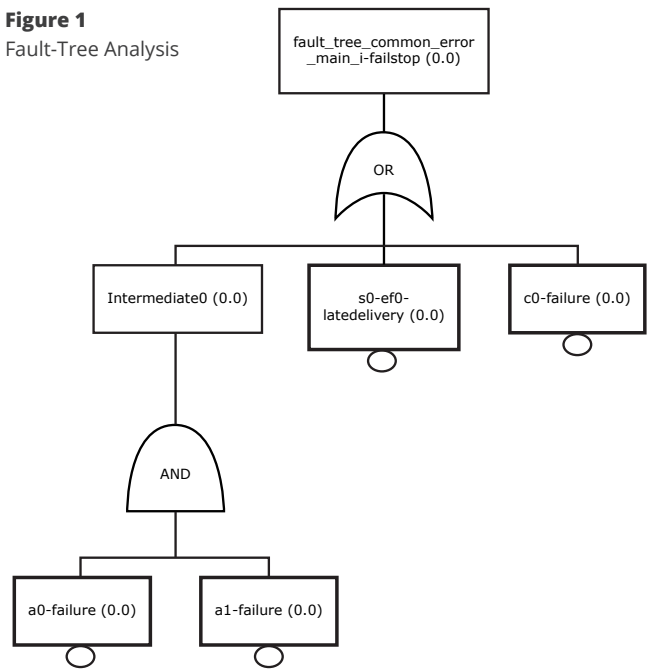 Figure 1
Fault-Tree Analysis
fault_tree_common_error
_main_i-failstop (0.0)
OR
Intermediate0 (0.0)
s0-ef0-
latedelivery (0.0)
c0-failure (0.0)
AND
a0-failure (0.0)
a1-failure (0.0)